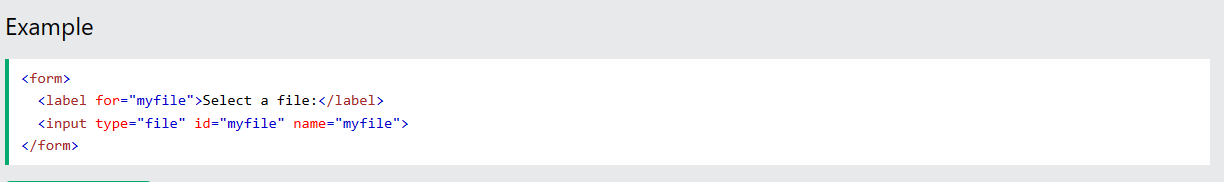 Example
<form>
  <label for="myfile">Select a file:</label>
  <input type="file" id="myfile" name="myfile">
</form>